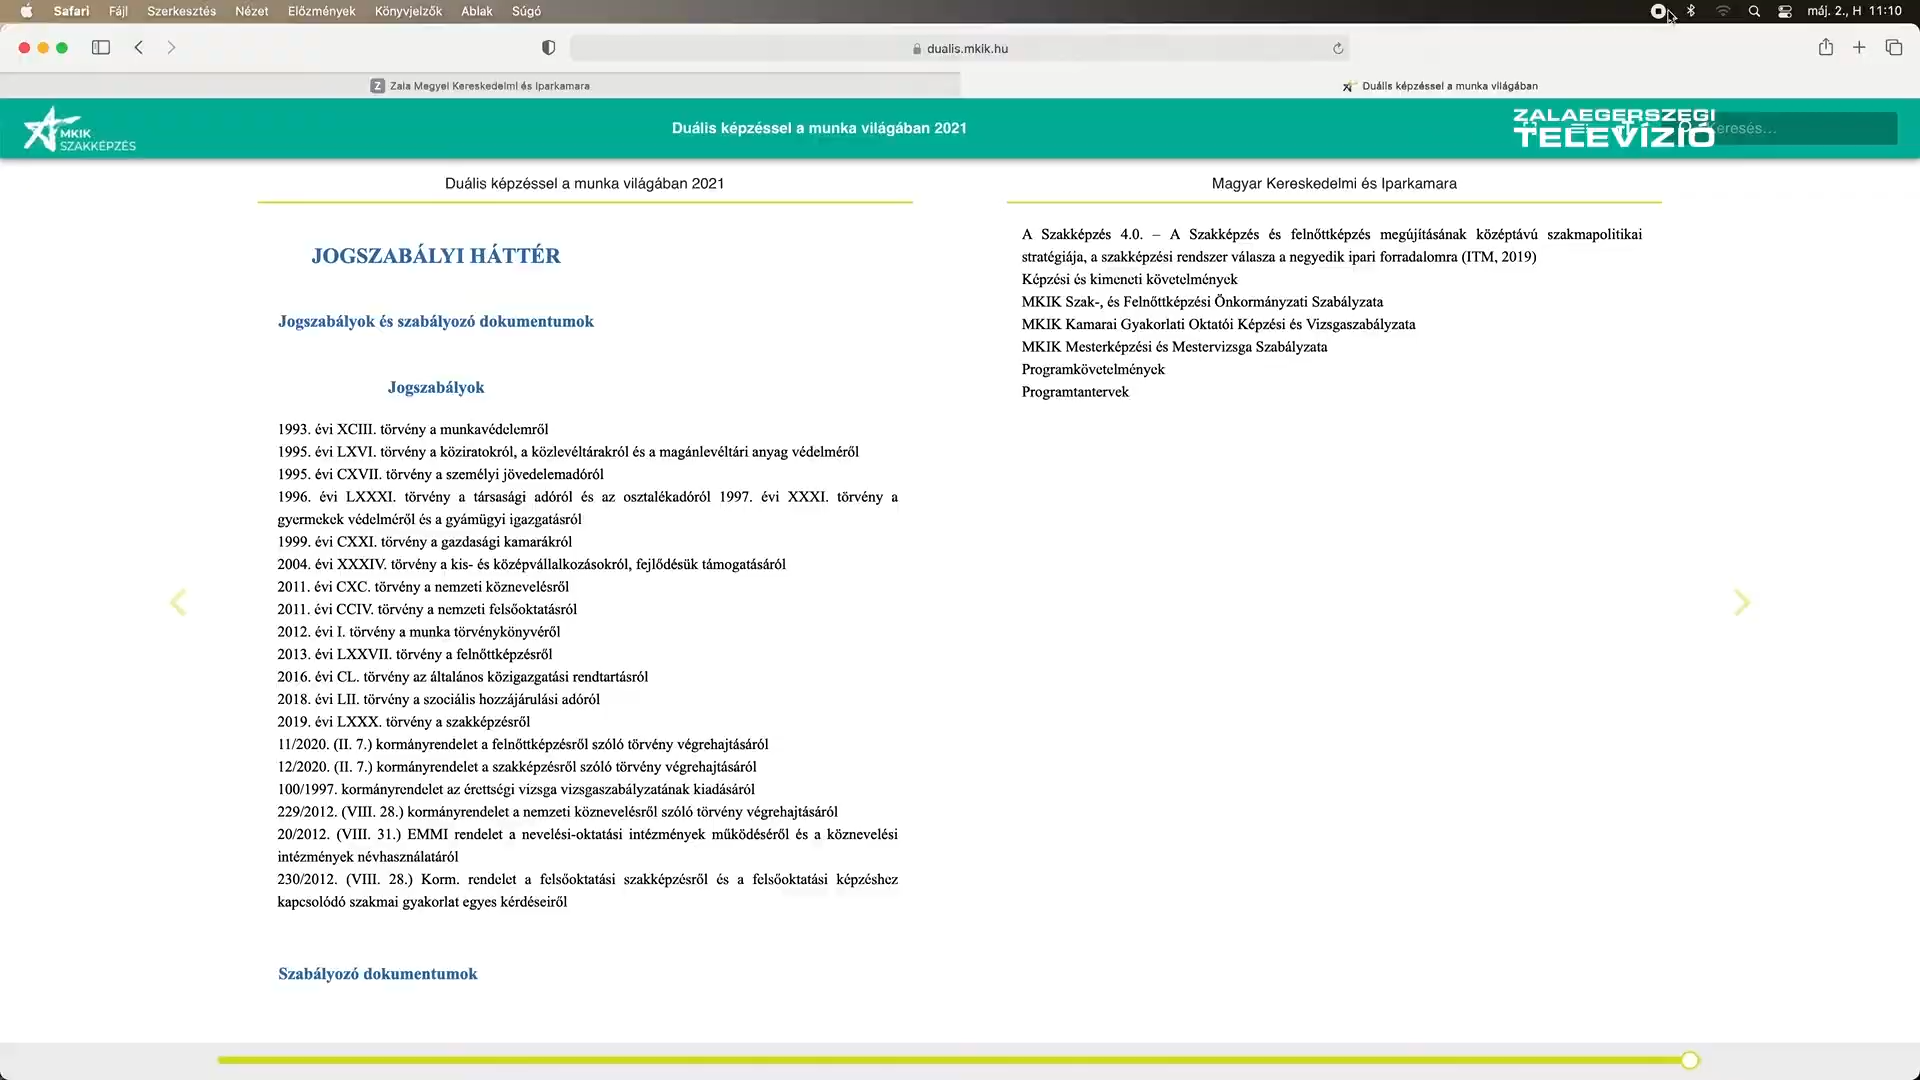 Safari Fájl Szerkesztés Nézet Előzmények Könyvjelzők Ablak Súgó
máj. 2., H 11:10
dualis.mkik.hu
Z Zala Megyei Kereskedelmi és Iparkamara
Duális képzéssel a munka világában
MKIK
SZAKKÉPZÉS
Duális képzéssel a munka világában 2021
ZALAEGERSZEGI
TELEVÍZIÓ
Keresés...
Duális képzéssel a munka világában 2021
JOGSZABÁLYI HÁTTÉR
Jogszabályok és szabályozó dokumentumok
Jogszabályok
1993. évi XCIII. törvény a munkavédelemről
1995. évi LXVI. törvény a köziratokról, a közlevéltárakról és a magánlevéltári anyag védelméről
1995. évi CXVII. törvény a személyi jövedelemadóról
1996. évi LXXXI. törvény a társasági adóról és az osztalékadóról 1997. évi XXXI. törvény a
gyermekek védelméről és a gyámügyi igazgatásról
1999. évi CXXI. törvény a gazdasági kamarákról
2004. évi XXXIV. törvény a kis- és középvállalkozásokról, fejlődésük támogatásáról
2011. évi CXC. törvény a nemzeti köznevelésről
2011. évi CCIV. törvény a nemzeti felsőoktatásról
2012. évi I. törvény a munka törvénykönyvéről
2013. évi LXXVII. törvény a felnőttképzésről
2016. évi CL. törvény az általános közigazgatási rendtartásról
2018. évi LII. törvény a szociális hozzájárulási adóról
2019. évi LXXX. törvény a szakképzésről
11/2020. (II. 7.) kormányrendelet a felnőttképzésről szóló törvény végrehajtásáról
12/2020. (II. 7.) kormányrendelet a szakképzésről szóló törvény végrehajtásáról
100/1997. kormányrendelet az érettségi vizsga vizsgaszabályzatának kiadásáról
229/2012. (VIII. 28.) kormányrendelet a nemzeti köznevelésről szóló törvény végrehajtásáról
20/2012. (VIII. 31.) EMMI rendelet a nevelési-oktatási intézmények működéséről és a köznevelési
intézmények névhasználatáról
230/2012. (VIII. 28.) Korm. rendelet a felsőoktatási szakképzésről és a felsőoktatási képzéshez
kapcsolódó szakmai gyakorlat egyes kérdéseiről
Szabályozó dokumentumok
Magyar Kereskedelmi és Iparkamara
A Szakképzés 4.0. – A Szakképzés és felnőttképzés megújításának középtávú szakmapolitikai
stratégiája, a szakképzési rendszer válasza a negyedik ipari forradalomra (ITM, 2019)
Képzési és kimeneti követelmények
MKIK Szak-, és Felnőttképzési Önkormányzati Szabályzata
MKIK Kamarai Gyakorlati Oktatói Képzési és Vizsgaszabályzata
MKIK Mesterképzési és Mestervizsga Szabályzata
Programkövetelmények
Programtantervek